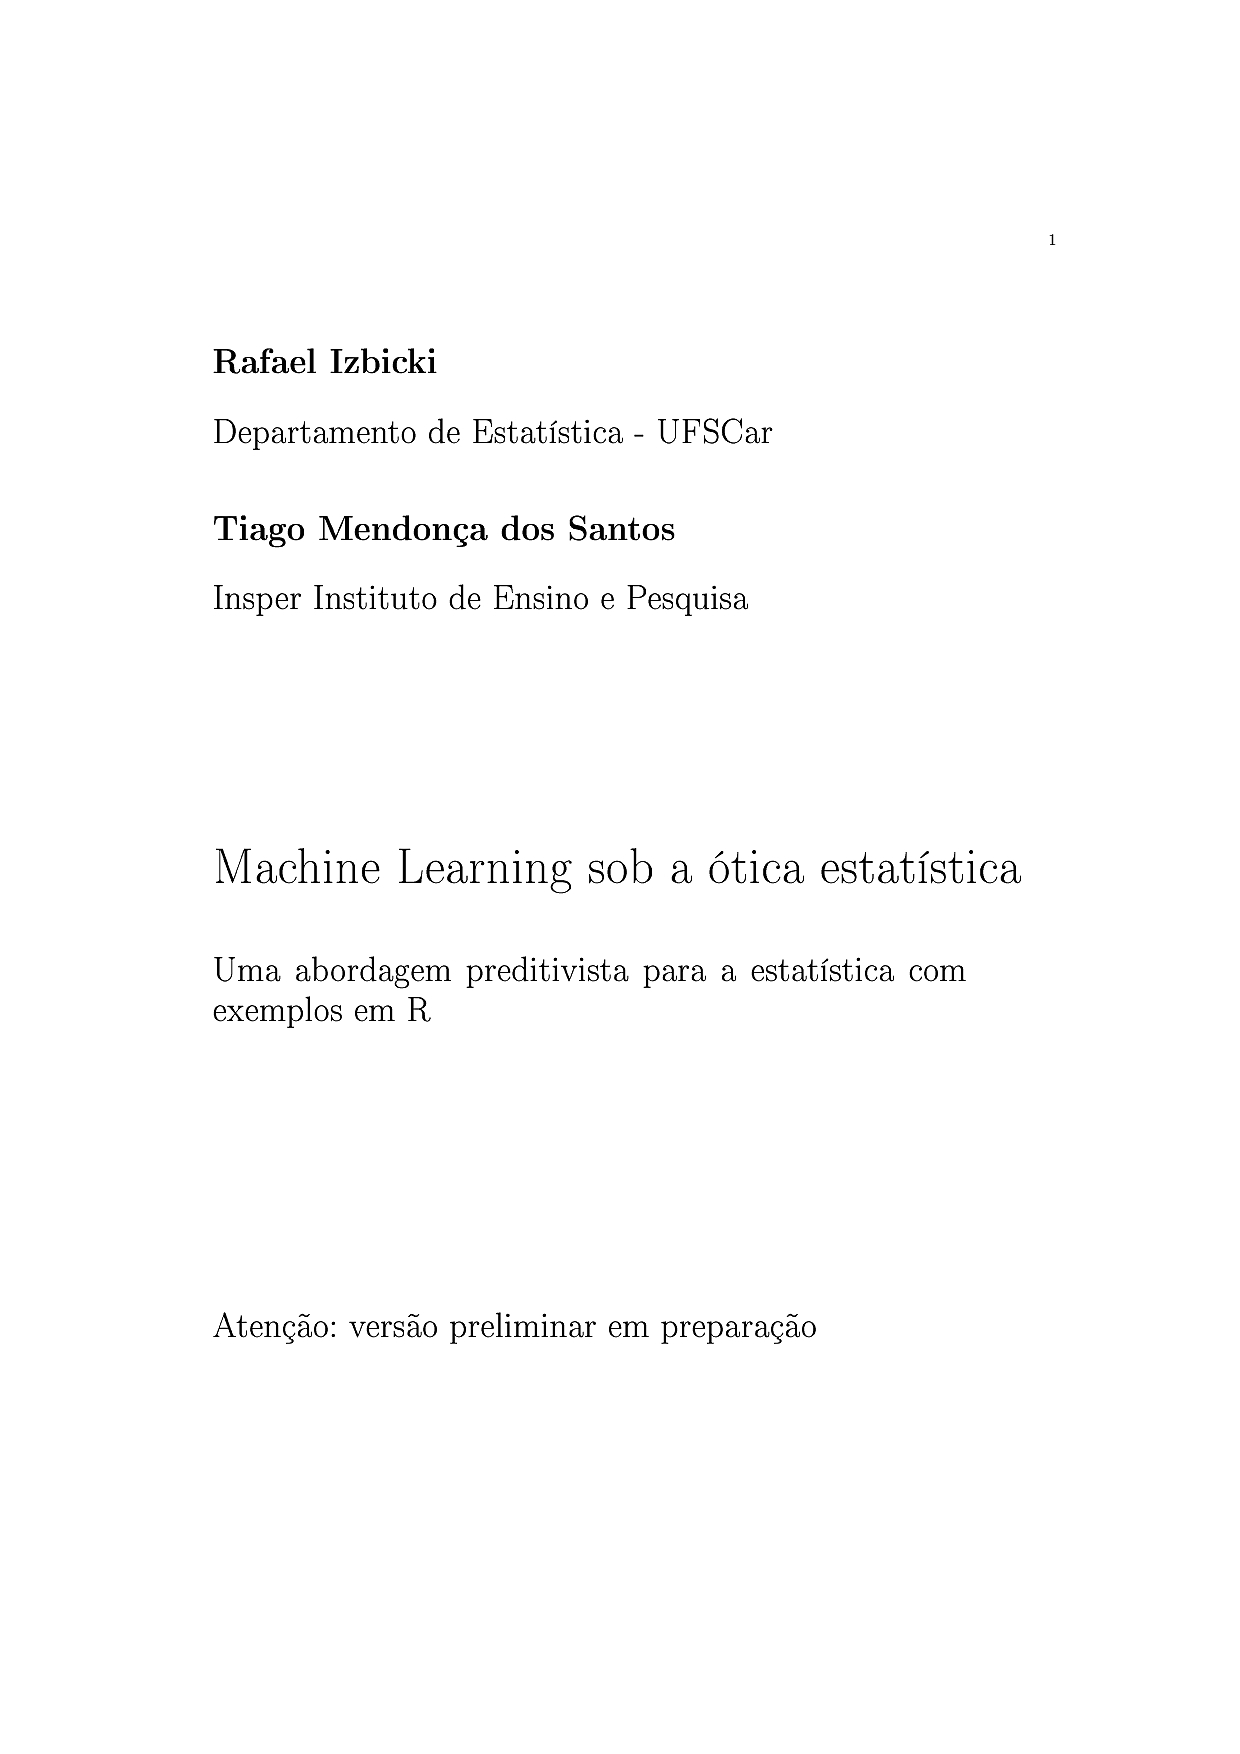 1
Rafael Izbicki
Departamento de Estatística - UFSCar
Tiago Mendonça dos Santos
Insper Instituto de Ensino e Pesquisa
Machine Learning sob a ótica estatística
Uma abordagem preditivista para a estatística com
exemplos em R
Atenção: versão preliminar em preparação